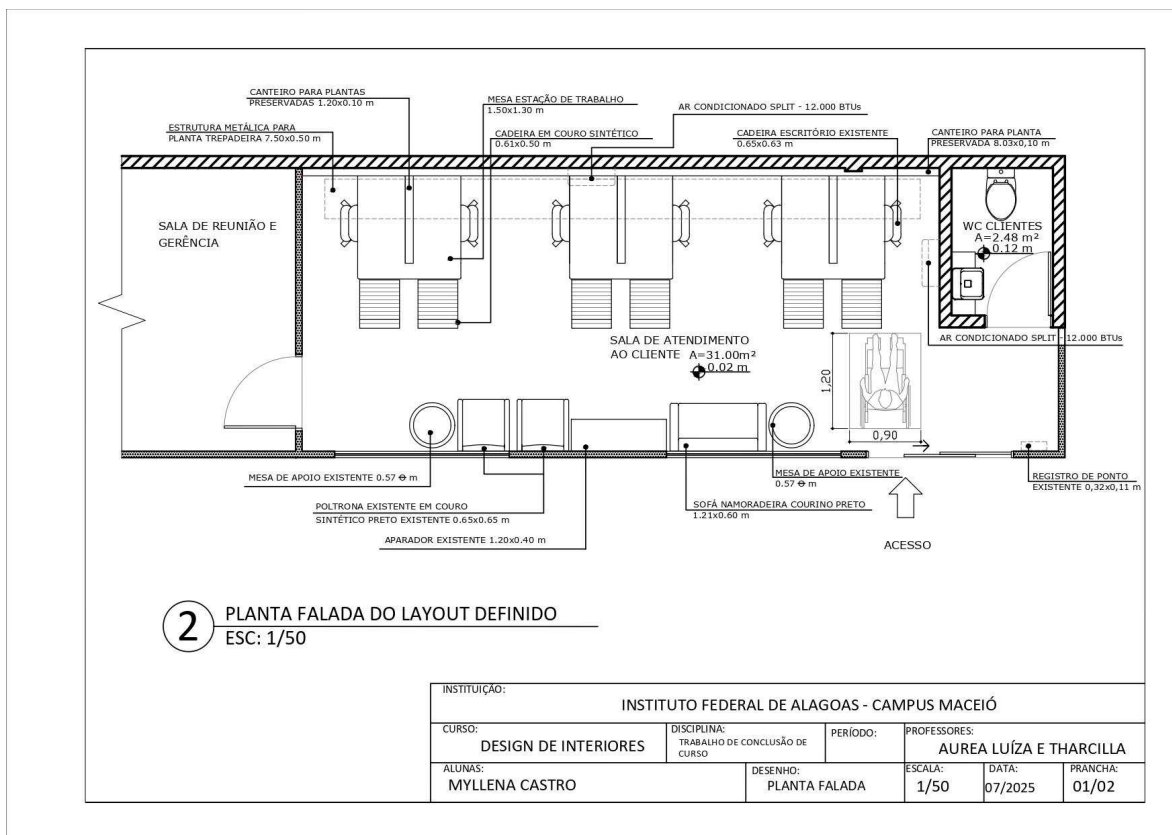 CANTEIRO PARA PLANTAS
PRESERVADAS 1.20x0.10 m
MESA ESTAÇÃO DE TRABALHO
1.50x1.30 m
AR CONDICIONADO SPLIT - 12.000 BTUs
ESTRUTURA METÁLICA PARA
PLANTA TREPADEIRA 7.50x0.50 m
CADEIRA EM COURO SINTÉTICO
0.61x0.50 m
CADEIRA ESCRITÓRIO EXISTENTE
0.65x0.63 m
CANTEIRO PARA PLANTA
PRESERVADA 8.03x0,10 m
SALA DE REUNIÃO E
GERÊNCIA
WC CLIENTES
A=2.48 m²
0.12 m
SALA DE ATENDIMENTO
AO CLIENTE A=31.00m²
0.02 m
AR CONDICIONADO SPLIT - 12.000 BTUs
1,20
0,90
MESA DE APOIO EXISTENTE 0.57 ⌀ m
MESA DE APOIO EXISTENTE
0.57 ⌀ m
REGISTRO DE PONTO
EXISTENTE 0,32x0,11 m
POLTRONA EXISTENTE EM COURO
SINTÉTICO PRETO EXISTENTE 0.65x0.65 m
SOFÁ NAMORADEIRA COURINO PRETO
1.21x0.60 m
APARADOR EXISTENTE 1.20x0.40 m
ACESSO
2
PLANTA FALADA DO LAYOUT DEFINIDO
ESC: 1/50
INSTITUIÇÃO:
INSTITUTO FEDERAL DE ALAGOAS - CAMPUS MACEIÓ
CURSO:
DESIGN DE INTERIORES
DISCIPLINA:
TRABALHO DE CONCLUSÃO DE
CURSO
PERÍODO:
PROFESSORES:
AUREA LUÍZA E THARCILLA
ALUNAS:
MYLLENA CASTRO
DESENHO:
PLANTA FALADA
ESCALA:
1/50
DATA:
07/2025
PRANCHA:
01/02